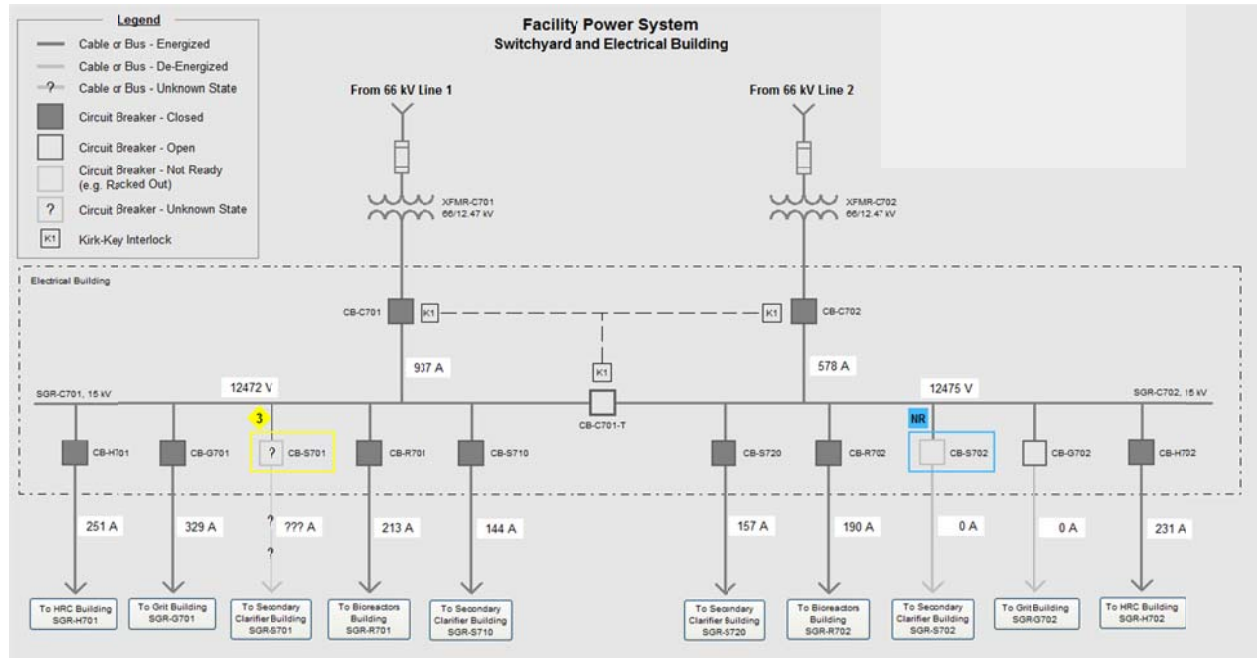 Legend
Cable or Bus - Energized
Cable or Bus - De-Energized
?
Cable or Bus - Unknown State
Circuit Breaker - Closed
Circuit Breaker - Open
Circuit Breaker - Not Ready
(e.g. Racked Out)
?
Circuit Breaker - Unknown State
K1
Kirk-Key Interlock
Facility Power System
Switchyard and Electrical Building
From 66 kV Line 1
From 66 kV Line 2
XFMR-C701
66/12.47 kV
XFMR-C702
66/12.47 kV
Electrical Building
CB-C701
K1
K1
CB-C702
937 A
K1
578 A
SGR-C701, 15 kV
12472 V
12475 V
SGR-C702, 15 kV
CB-C701-T
3
NR
CB-H701
CB-G701
?
CB-S701
CB-R701
CB-S710
CB-S720
CB-R702
CB-S702
CB-G702
CB-H702
251 A
329 A
?
??? A
?
213 A
144 A
157 A
190 A
0 A
0 A
231 A
To HRC Building
SGR-H701
To Grit Building
SGR-G701
To Secondary
Clarifier Building
SGR-S701
To Bioreactors
Building
SGR-R701
To Secondary
Clarifier Building
SGR-S710
To Secondary
Clarifier Building
SGR-S720
To Bioreactors
Building
SGR-R702
To Secondary
Clarifier Building
SGR-S702
To Grit Building
SGR-G702
To HRC Building
SGR-H702